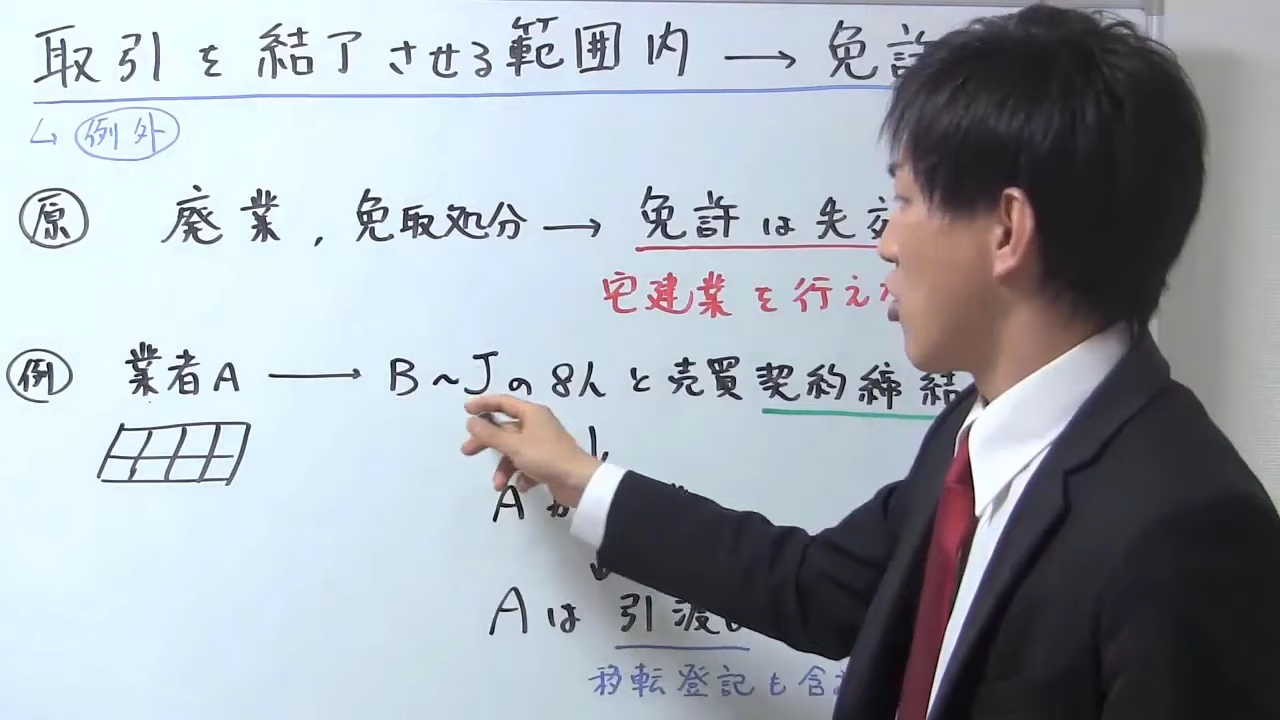 取引を結了させる範囲内 → 免許
↳ 例外
原 廃業, 免取処分 → 免許は失
宅建業を行え
例 業者A → B～Jの8人と売買契約締結
↓
A
↓
Aは引渡
移転登記も含